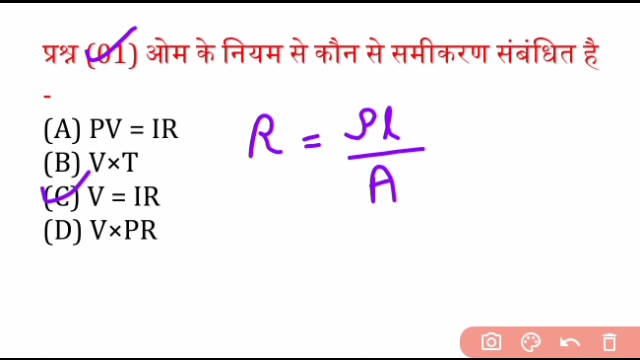 प्रश्न (01) ओम के नियम से कौन से समीकरण संबंधित है
-
(A) PV = IR
(B) V×T
(C) V = IR
(D) V×PR
R = ρl / A